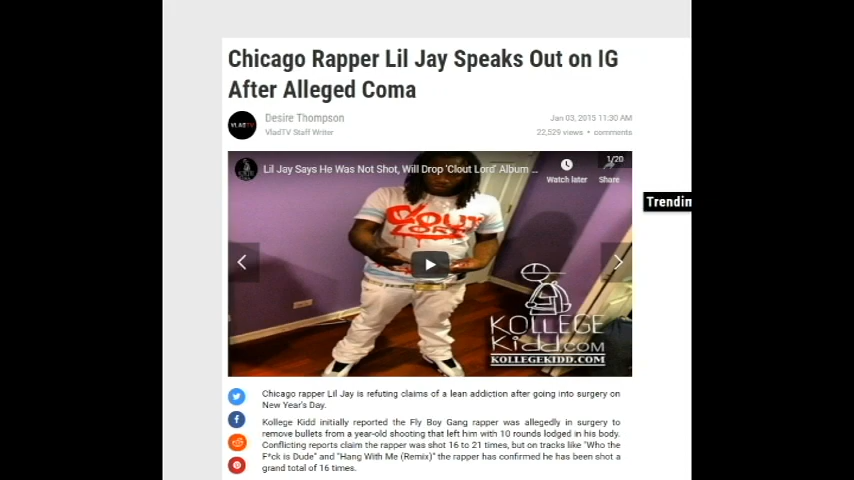 Chicago Rapper Lil Jay Speaks Out on IG
After Alleged Coma
Desire Thompson
VladTV Staff Writer
Jan 03, 2015 11:30 AM
22,529 views • comments
VLADTV
Lil Jay Says He Was Not Shot, Will Drop 'Clout Lord' Album ...
1/20
Watch later
Share
Trendin
CLOUT
LORD
KOLLEGE
KIDD.COM
KOLLEGEKIDD.COM
Chicago rapper Lil Jay is refuting claims of a lean addiction after going into surgery on
New Year's Day.
Kollege Kidd initially reported the Fly Boy Gang rapper was allegedly in surgery to
remove bullets from a year-old shooting that left him with 10 rounds lodged in his body.
Conflicting reports claim the rapper was shot 16 to 21 times, but on tracks like "Who the
F*ck is Dude" and "Hang With Me (Remix)" the rapper has confirmed he has been shot a
grand total of 16 times.